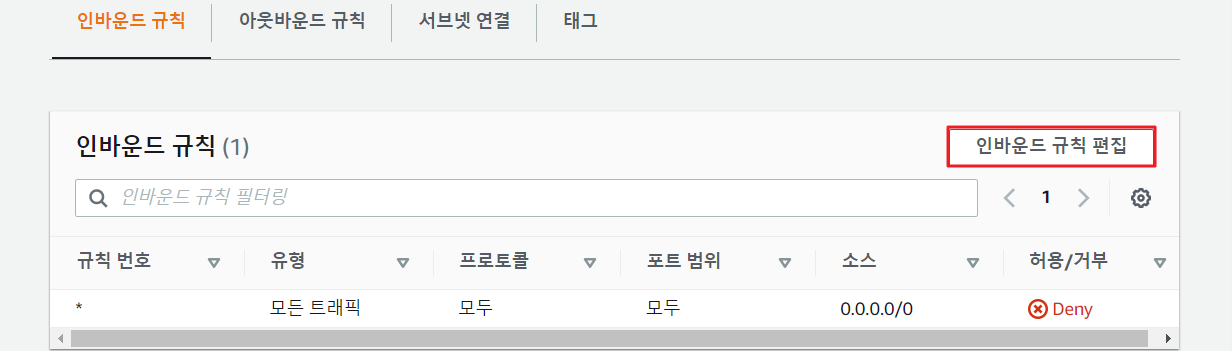 인바운드 규칙 아웃바운드 규칙 서브넷 연결 태그
인바운드 규칙 (1) 인바운드 규칙 편집
인바운드 규칙 필터링 1
규칙 번호 유형 프로토콜 포트 범위 소스 허용/거부
* 모든 트래픽 모두 모두 0.0.0.0/0 Deny